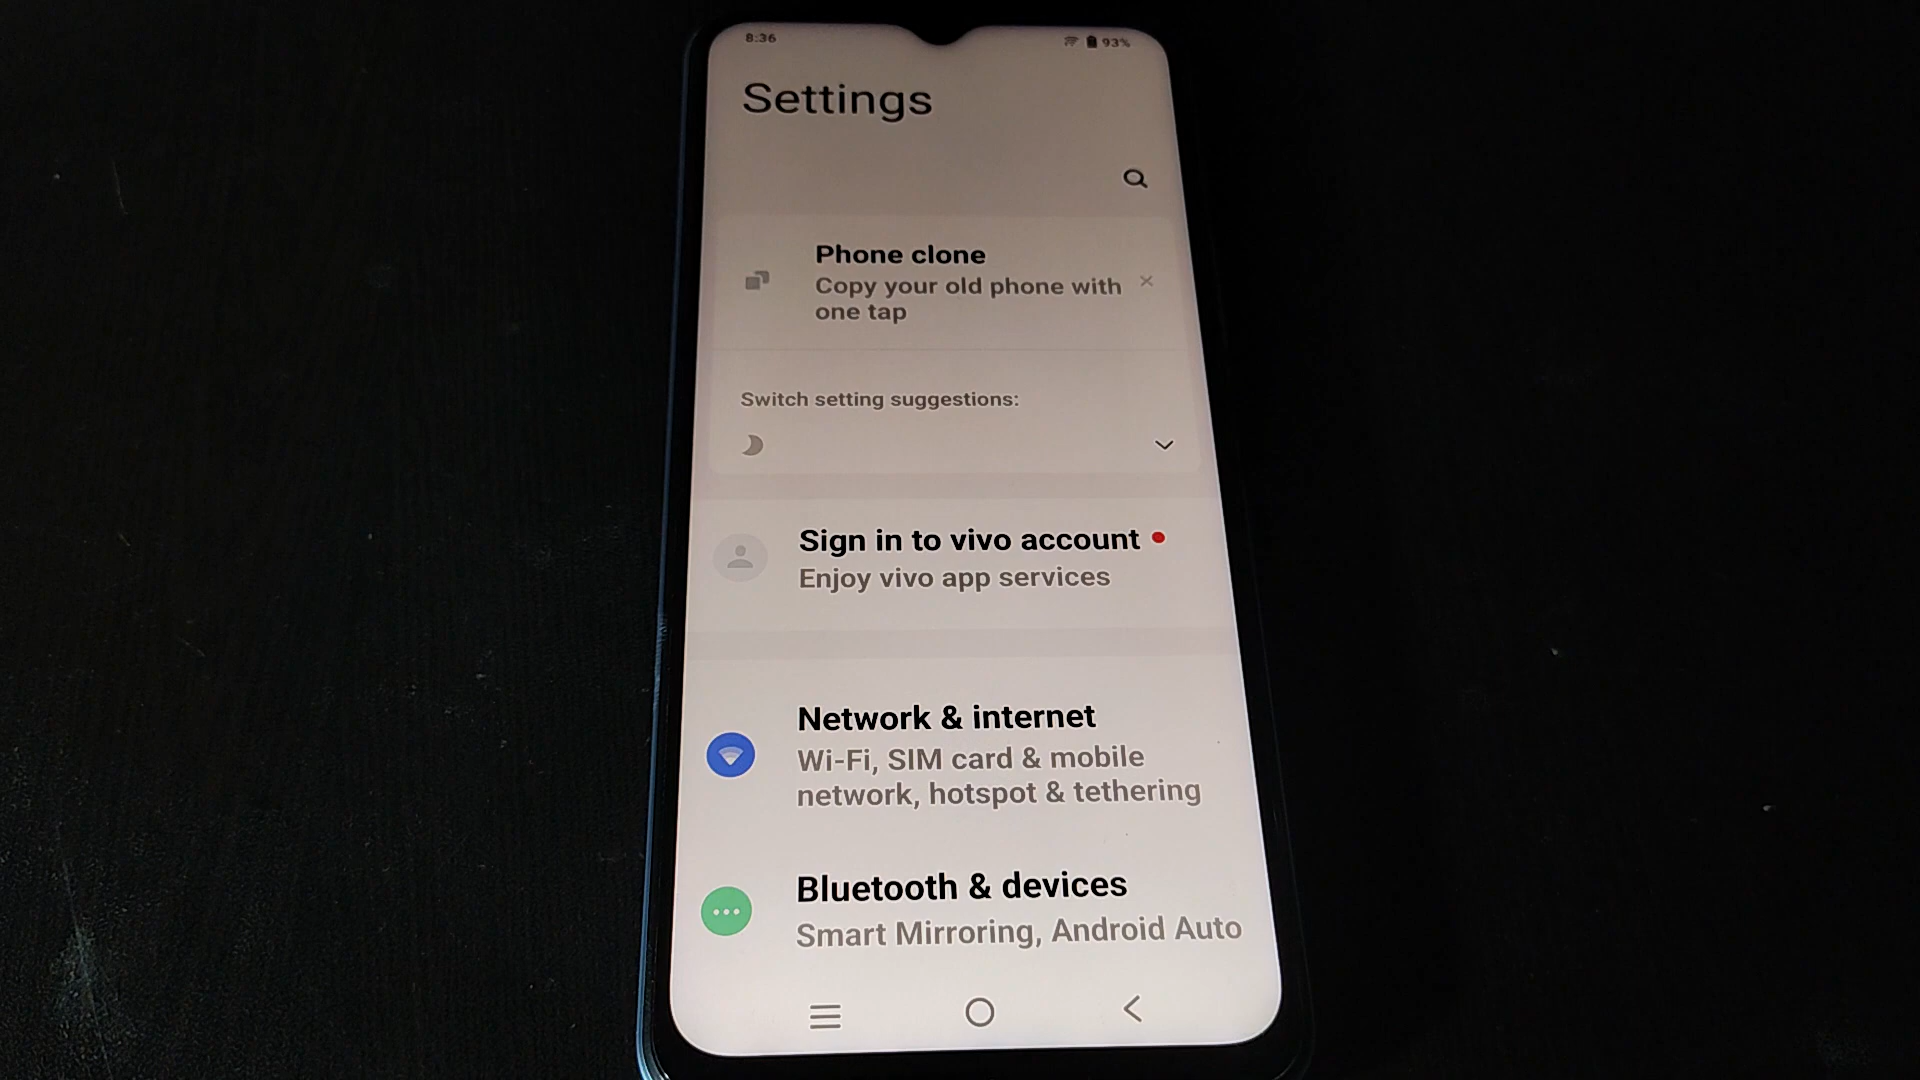 8:36
93%
Settings
Phone clone
Copy your old phone with
one tap
Switch setting suggestions:
Sign in to vivo account
Enjoy vivo app services
Network & internet
Wi-Fi, SIM card & mobile
network, hotspot & tethering
Bluetooth & devices
Smart Mirroring, Android Auto